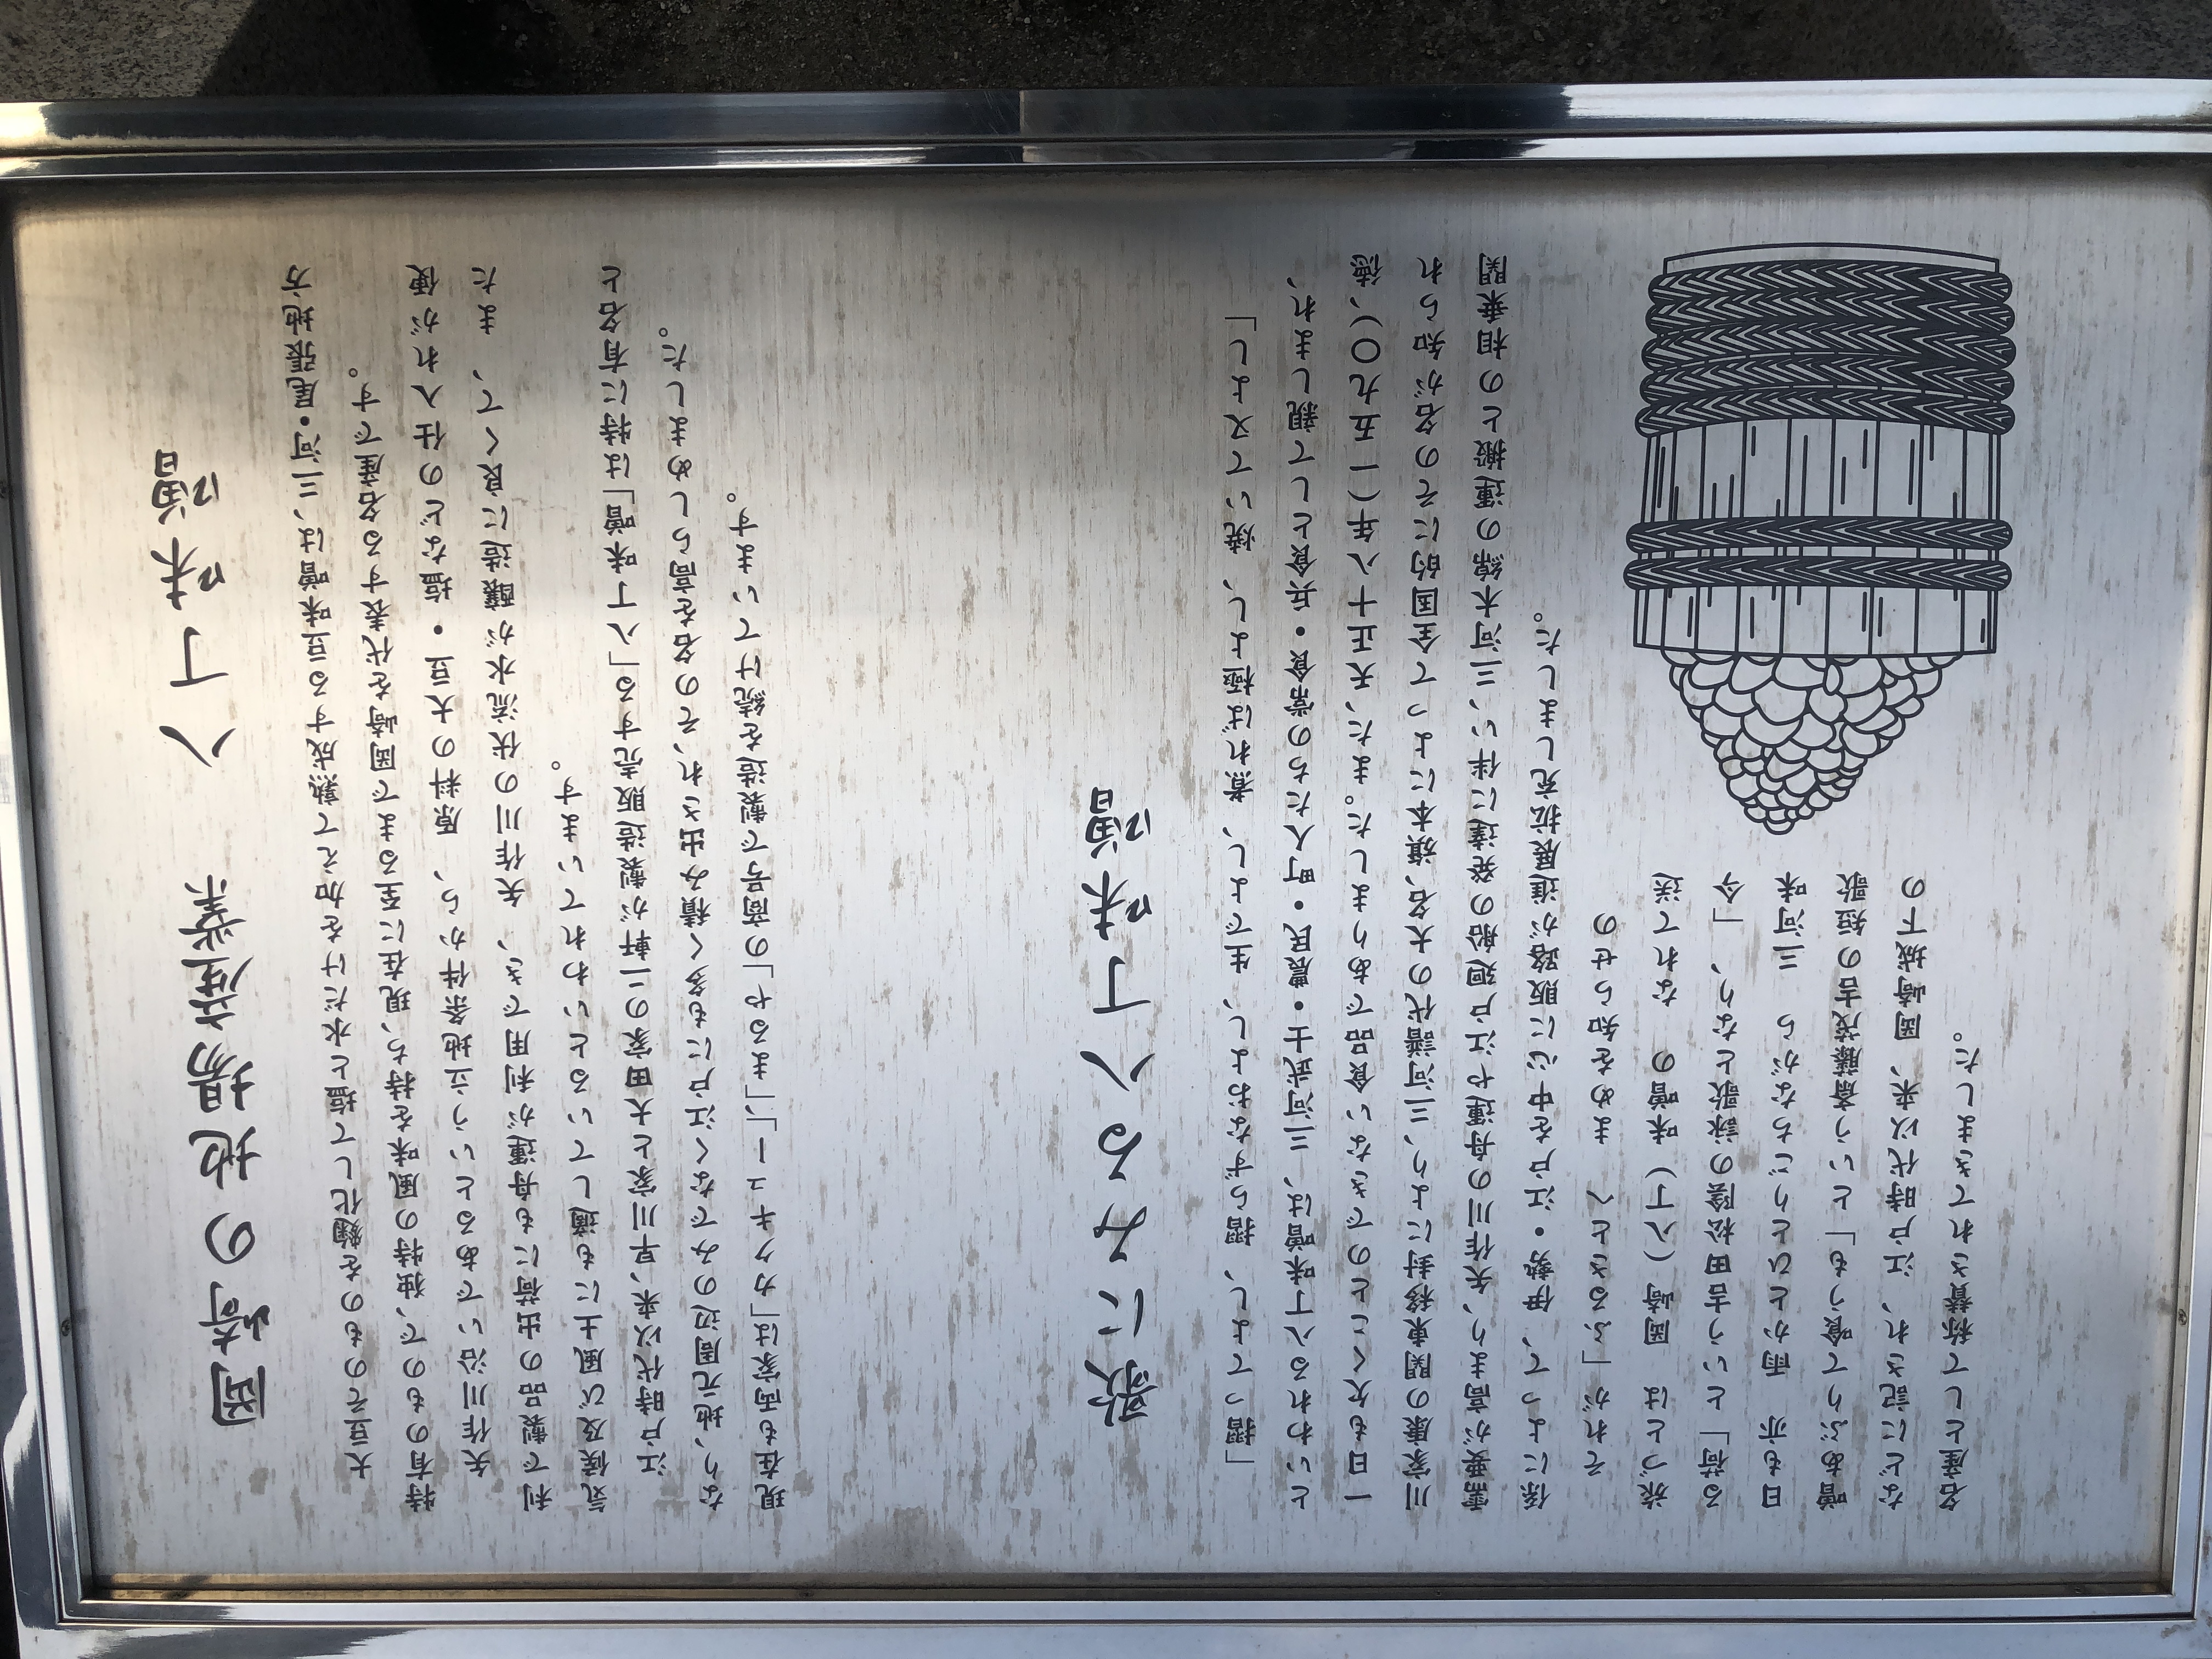 岡崎の地場産業　八丁味噌
大豆そのものを麹化して塩と水だけを加えて熟成する豆味噌は、三河・尾張地方
特有のもので、独特の風味を持ち、現在に至るまで岡崎を代表する名産です。
矢作川沿いであるという立地条件から、原料の大豆・塩などの仕入れが便
利で製品の出荷にも舟運が利用でき、矢作川の伏流水が醸造に良くて、また
気候及び風土にも適しているといわれています。
江戸時代以来、早川家と大田家の二軒が製造販売する「八丁味噌」は特に有名と
なり、地元周辺のみでなく江戸にも多く積み出され、その名を高らしめました。
現在も両家は「カクキュー」、「まるや」の商号で製造を続けています。
歌にみる八丁味噌
「摺ってよし、摺らずなおよし、生でよし、煮れば極よし、焼いて又よし」
といわれる八丁味噌は、三河武士・農民・町人たちの常食・兵食として親しまれ、
一日も欠くことのできない食品でありました。また、天正十八年（一五九〇）、徳
川家康の関東移封により、三河譜代の大名、旗本によって全国的にその名が知られ
需要が高まり、矢作川の舟運や江戸廻船の発達に伴い、三河木綿の運搬との相乗関
係によって、伊勢・江戸を中心に販路が進展拡充しました。
それが「ふるさとへ　まめを知らせの
旅づとは　岡崎（八丁）味噌の　なれて送
る荷」という吉田松陰の詠歌となり、「今
日も亦　雨かとひとりごちながら　三河味
噌あぶりて喰うも」という斎藤茂吉の短歌
などに記され、江戸時代以来、岡崎城下の
名産として称賛されてきました。